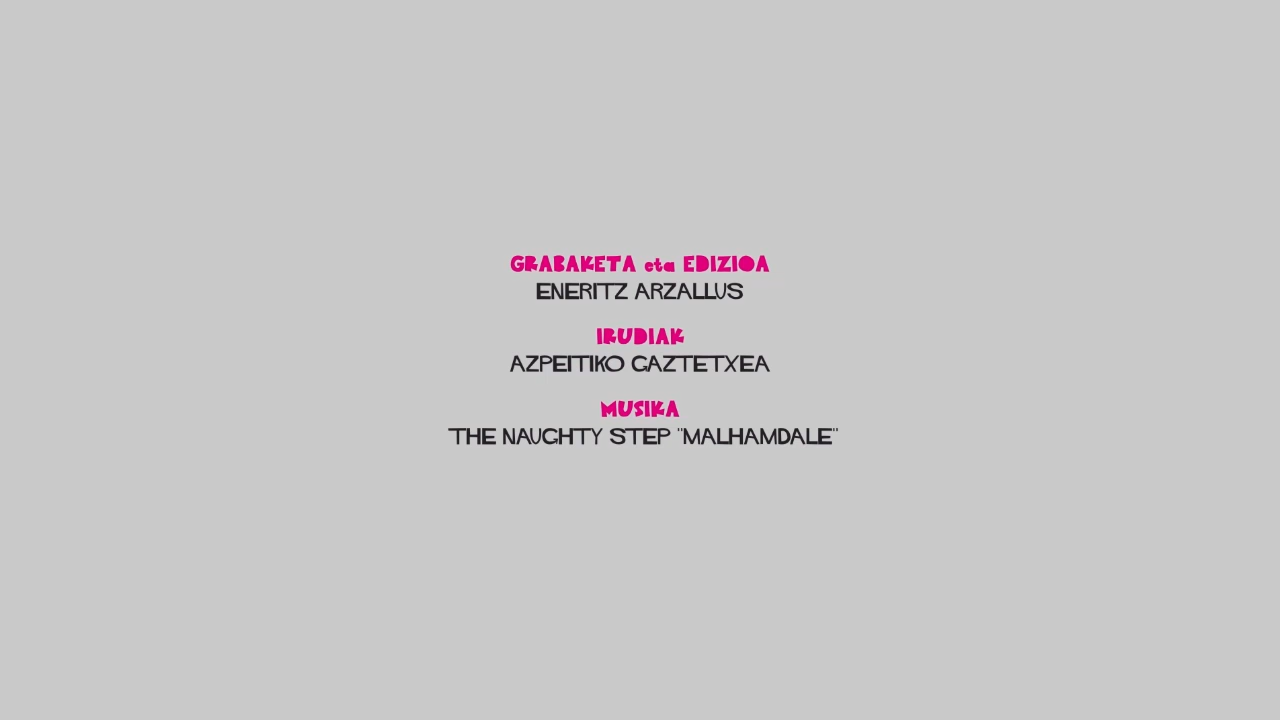 GRABAKETA eta EDIZIOA
ENERITZ ARZALLUS
IRUDIAK
AZPEITIKO GAZTETXEA
MUSIKA
THE NAUGHTY STEP "MALHAMDALE"